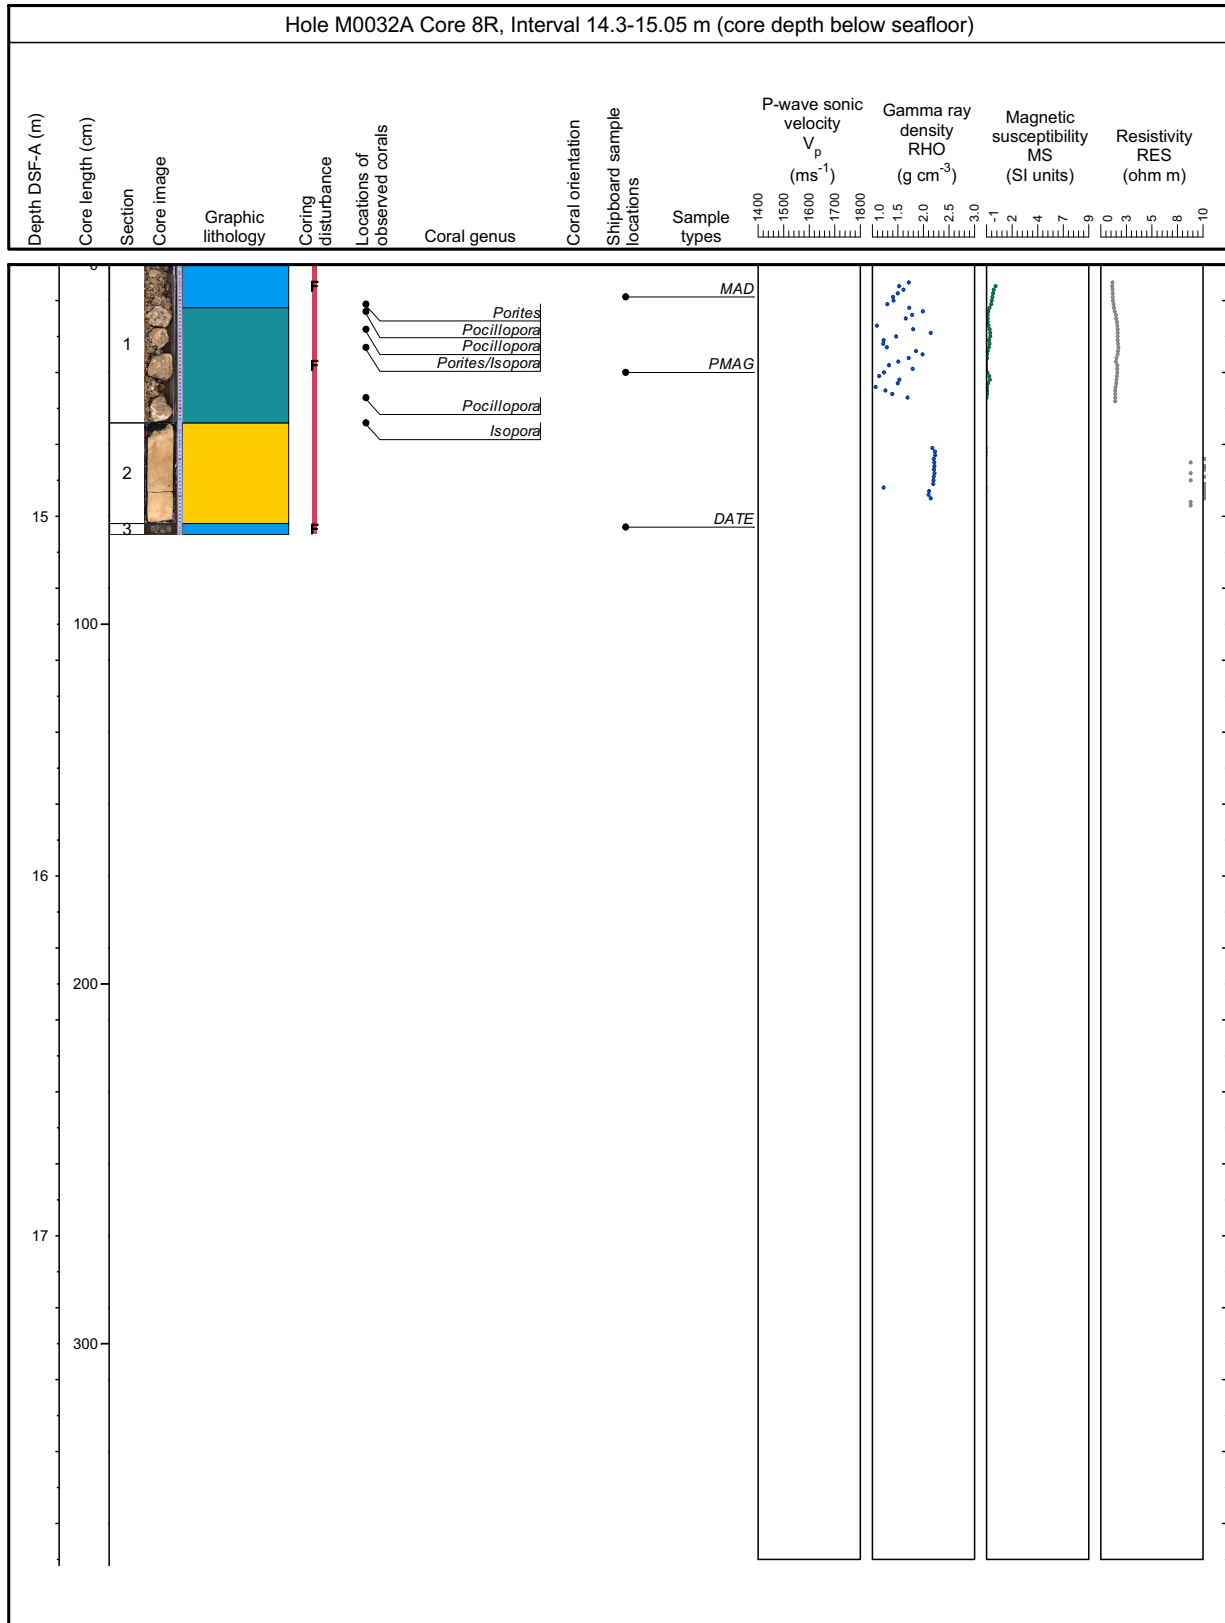 Hole M0032A Core 8R, Interval 14.3-15.05 m (core depth below seafloor)
Depth DSF-A (m)
Core length (cm)
Section
Core image
Graphic
lithology
Coring
disturbance
Locations of
observed corals
Coral genus
Coral orientation
Shipboard sample
locations
Sample
types
P-wave sonic
velocity
Vp
(ms-1)
1400 1500 1600 1700 1800
Gamma ray
density
RHO
(g cm-3)
1.0 1.5 2.0 2.5 3.0
Magnetic
susceptibility
MS
(SI units)
-1 2 4 7 9
Resistivity
RES
(ohm m)
0 3 5 8 10
0
F
MAD
Porites
Pocillopora
1
Pocillopora
F
Porites/Isopora
PMAG
Pocillopora
Isopora
2
15
3
F
DATE
100
16
200
17
300